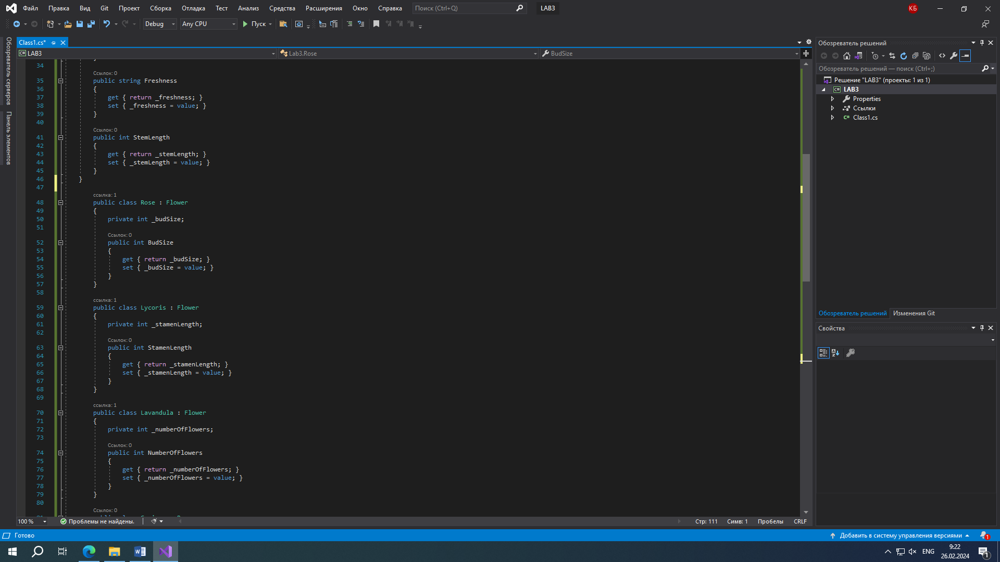 Файл Правка Вид Git Проект Сборка Отладка Тест Анализ Средства Расширения Окно Справка Поиск (Ctrl+Q) LAB3 КБ
Debug Any CPU Пуск
Обозреватель серверов
Панель элементов
Class1.cs*
LAB3 Lab3.Rose BudSize
34
Ссылок: 0
35 public string Freshness
36 {
37 get { return _freshness; }
38 set { _freshness = value; }
39 }
40
Ссылок: 0
41 public int StemLength
42 {
43 get { return _stemLength; }
44 set { _stemLength = value; }
45 }
46 }
47
ссылка: 1
48 public class Rose : Flower
49 {
50 private int _budSize;
51
Ссылок: 0
52 public int BudSize
53 {
54 get { return _budSize; }
55 set { _budSize = value; }
56 }
57 }
58
ссылка: 1
59 public class Lycoris : Flower
60 {
61 private int _stamenLength;
62
Ссылок: 0
63 public int StamenLength
64 {
65 get { return _stamenLength; }
66 set { _stamenLength = value; }
67 }
68 }
69
ссылка: 1
70 public class Lavandula : Flower
71 {
72 private int _numberOfFlowers;
73
Ссылок: 0
74 public int NumberOfFlowers
75 {
76 get { return _numberOfFlowers; }
77 set { _numberOfFlowers = value; }
78 }
79 }
80
Ссылок: 0
100 % Проблемы не найдены. Стр: 111 Симв: 1 Пробелы CRLF
Обозреватель решений
Обозреватель решений — поиск (Ctrl+;)
Решение "LAB3" (проекты: 1 из 1)
C# LAB3
Properties
Ссылки
C# Class1.cs
Обозреватель решений Изменения Git
Свойства
Готово Добавить в систему управления версиями 1
ENG 9:22
26.02.2024 1